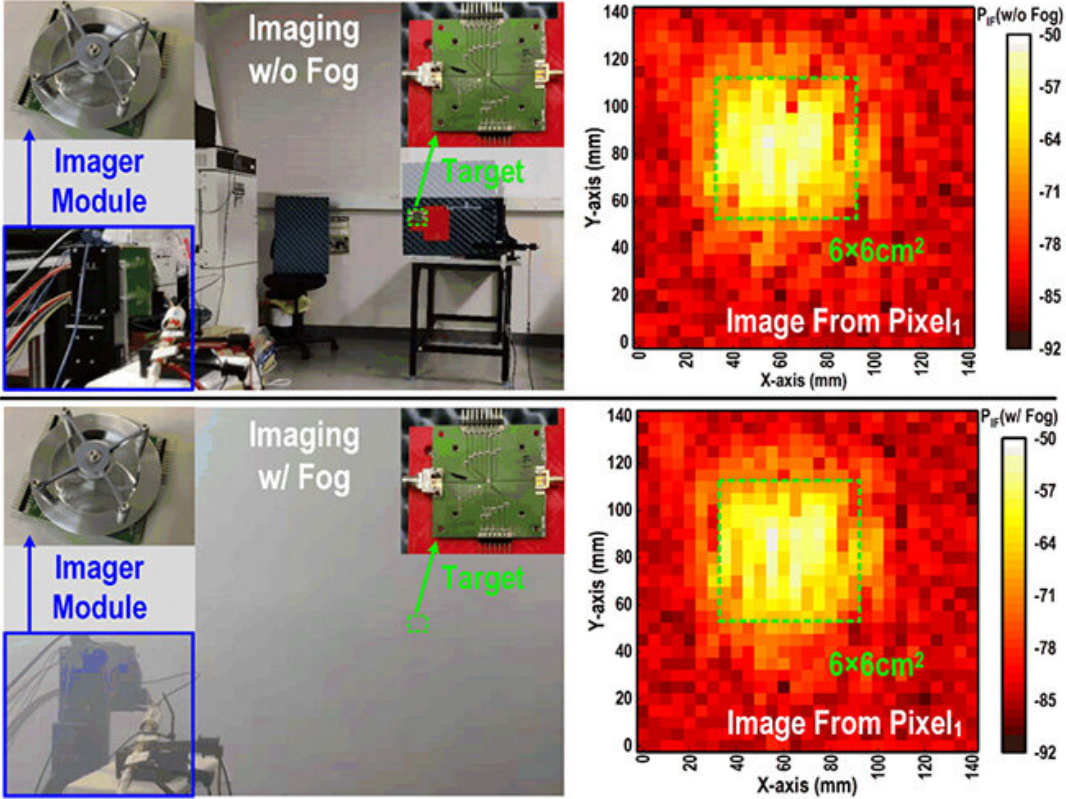 Imaging
w/o Fog
Imager
Module
Target
P_IF(w/o Fog)
-50
-57
-64
-71
-78
-85
-92
140
120
100
80
60
40
20
0
Y-axis (mm)
6×6cm²
Image From Pixel₁
0 20 40 60 80 100 120 140
X-axis (mm)
Imaging
w/ Fog
Imager
Module
Target
P_IF(w/ Fog)
-50
-57
-64
-71
-78
-85
-92
140
120
100
80
60
40
20
0
Y-axis (mm)
6×6cm²
Image From Pixel₁
0 20 40 60 80 100 120 140
X-axis (mm)